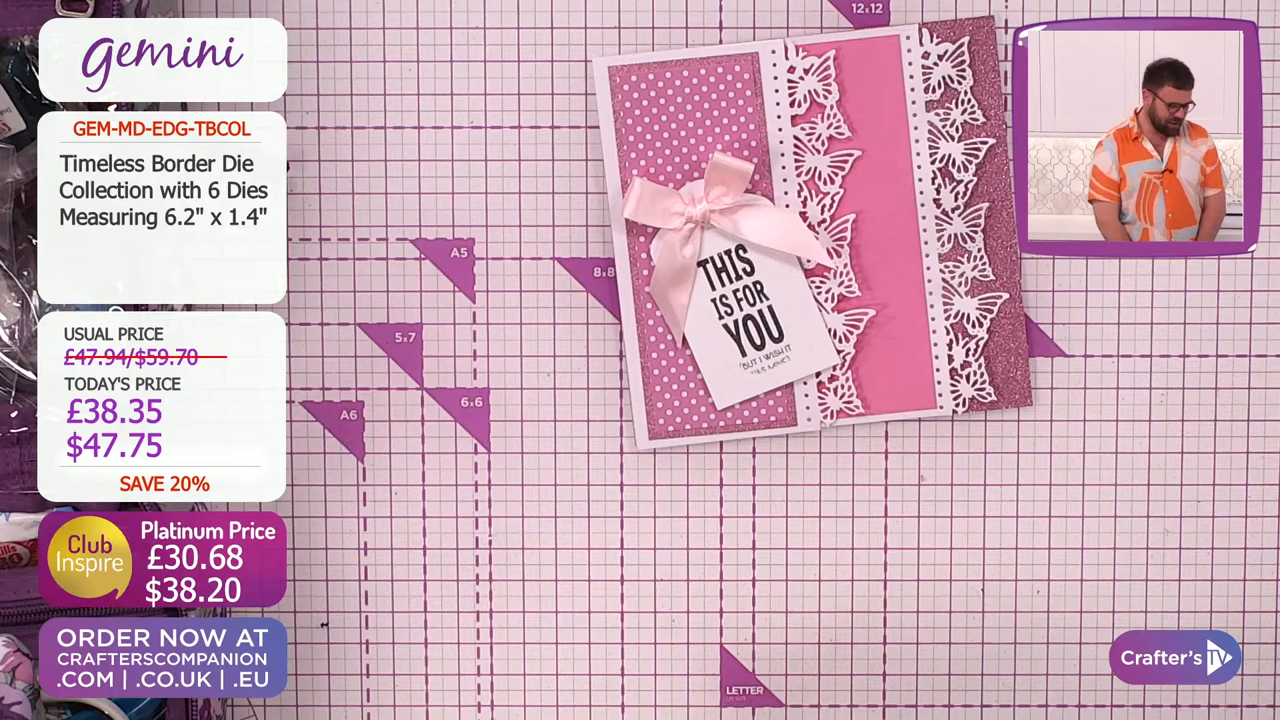 gemini
GEM-MD-EDG-TBCOL
Timeless Border Die
Collection with 6 Dies
Measuring 6.2" x 1.4"
USUAL PRICE
£47.94/$59.70
TODAY'S PRICE
£38.35
$47.75
SAVE 20%
Club
Inspire
Platinum Price
£30.68
$38.20
ORDER NOW AT
CRAFTERSCOMPANION
.COM | .CO.UK | .EU
12x12
A5
8x8
5x7
6x6
A6
THIS
IS FOR
YOU
'BUT I WISH IT
LETTER
Crafter's TV